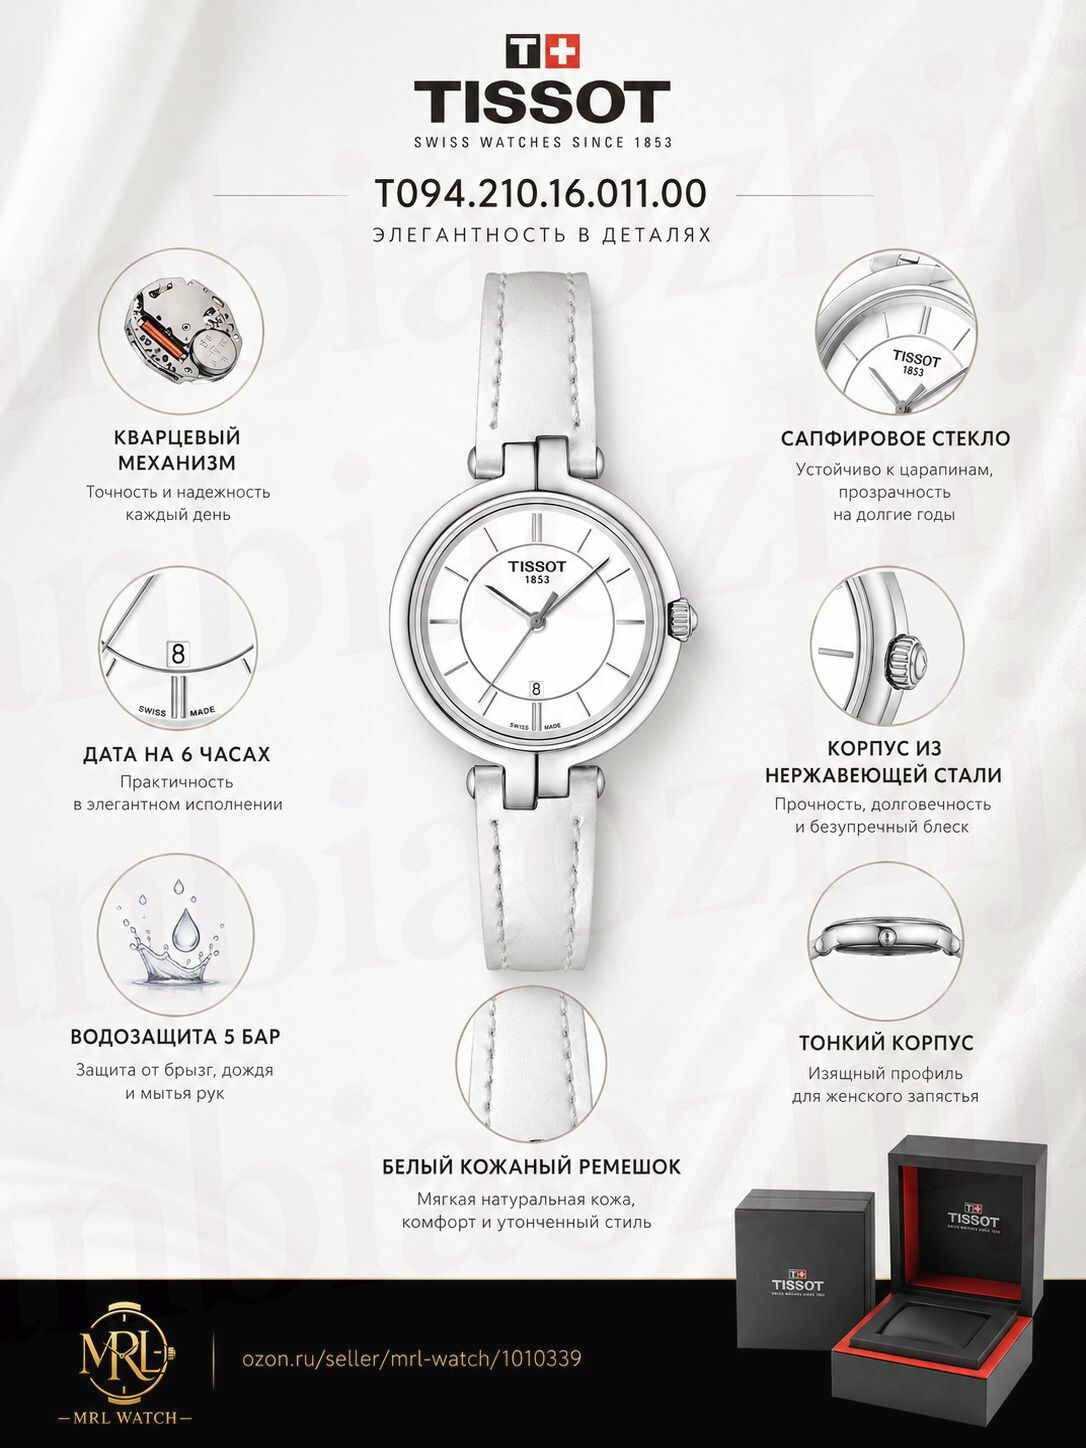 TISSOT
SWISS WATCHES SINCE 1853
T094.210.16.011.00
ЭЛЕГАНТНОСТЬ В ДЕТАЛЯХ
КВАРЦЕВЫЙ
МЕХАНИЗМ
Точность и надежность
каждый день
TISSOT
1853
САПФИРОВОЕ СТЕКЛО
Устойчиво к царапинам,
прозрачность
на долгие годы
TISSOT
1853
8
SWISS MADE
8
SWISS MADE
ДАТА НА 6 ЧАСАХ
Практичность
в элегантном исполнении
КОРПУС ИЗ
НЕРЖАВЕЮЩЕЙ СТАЛИ
Прочность, долговечность
и безупречный блеск
ВОДОЗАЩИТА 5 БАР
Защита от брызг, дождя
и мытья рук
ТОНКИЙ КОРПУС
Изящный профиль
для женского запястья
БЕЛЫЙ КОЖАНЫЙ РЕМЕШОК
Мягкая натуральная кожа,
комфорт и утонченный стиль
TISSOT
SWISS WATCHES SINCE 1853
TISSOT
MRL
MRL WATCH
ozon.ru/seller/mrl-watch/1010339